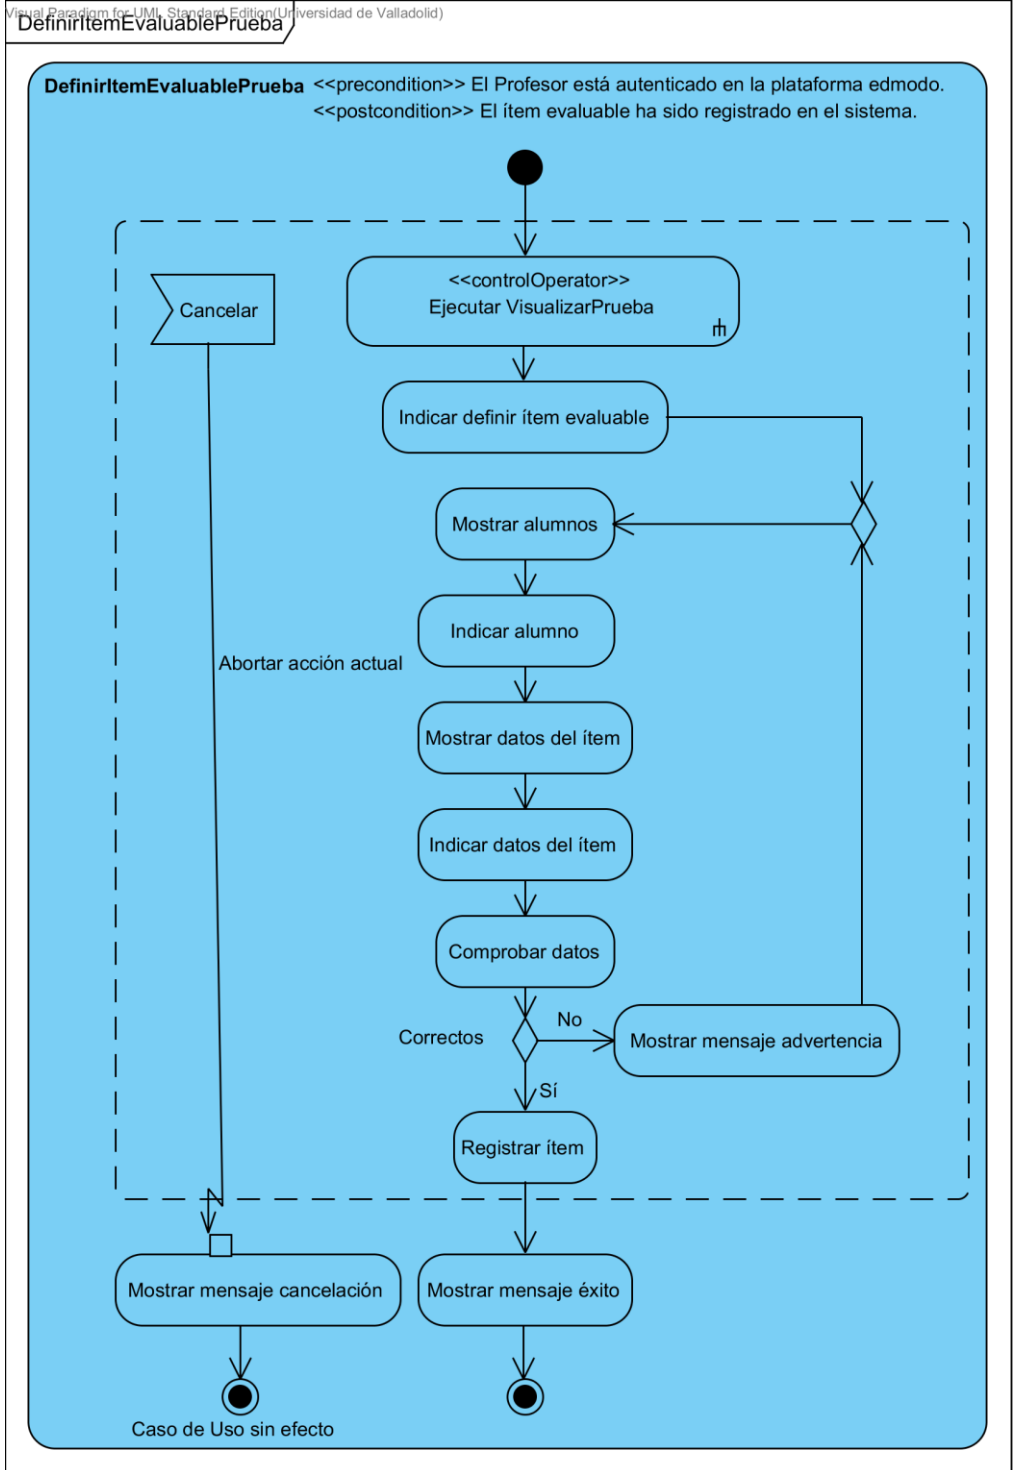 Visual Paradigm for UML Standard Edition(Universidad de Valladolid)
DefinirItemEvaluablePrueba
DefinirItemEvaluablePrueba <<precondition>> El Profesor está autenticado en la plataforma edmodo.
<<postcondition>> El ítem evaluable ha sido registrado en el sistema.
<<controlOperator>>
Ejecutar VisualizarPrueba
Cancelar
Indicar definir ítem evaluable
Mostrar alumnos
Indicar alumno
Abortar acción actual
Mostrar datos del ítem
Indicar datos del ítem
Comprobar datos
No
Correctos
Mostrar mensaje advertencia
Sí
Registrar ítem
Mostrar mensaje cancelación
Mostrar mensaje éxito
Caso de Uso sin efecto